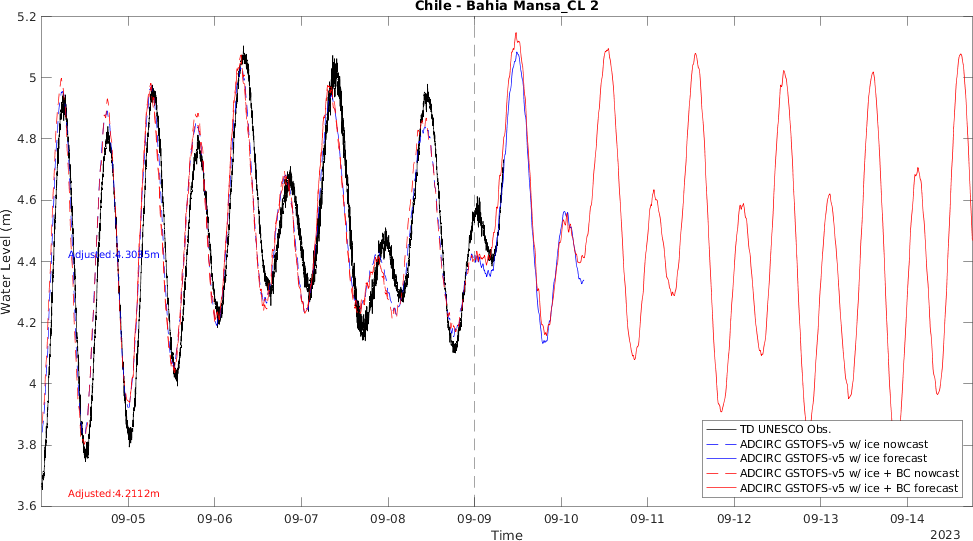 Chile - Bahia Mansa_CL 2
Water Level (m)
5.2
5
4.8
4.6
4.4
4.2
4
3.8
3.6
Adjusted:4.3035m
Adjusted:4.2112m
TD UNESCO Obs.
ADCIRC GSTOFS-v5 w/ ice nowcast
ADCIRC GSTOFS-v5 w/ ice forecast
ADCIRC GSTOFS-v5 w/ ice + BC nowcast
ADCIRC GSTOFS-v5 w/ ice + BC forecast
09-05 09-06 09-07 09-08 09-09 09-10 09-11 09-12 09-13 09-14
Time
2023